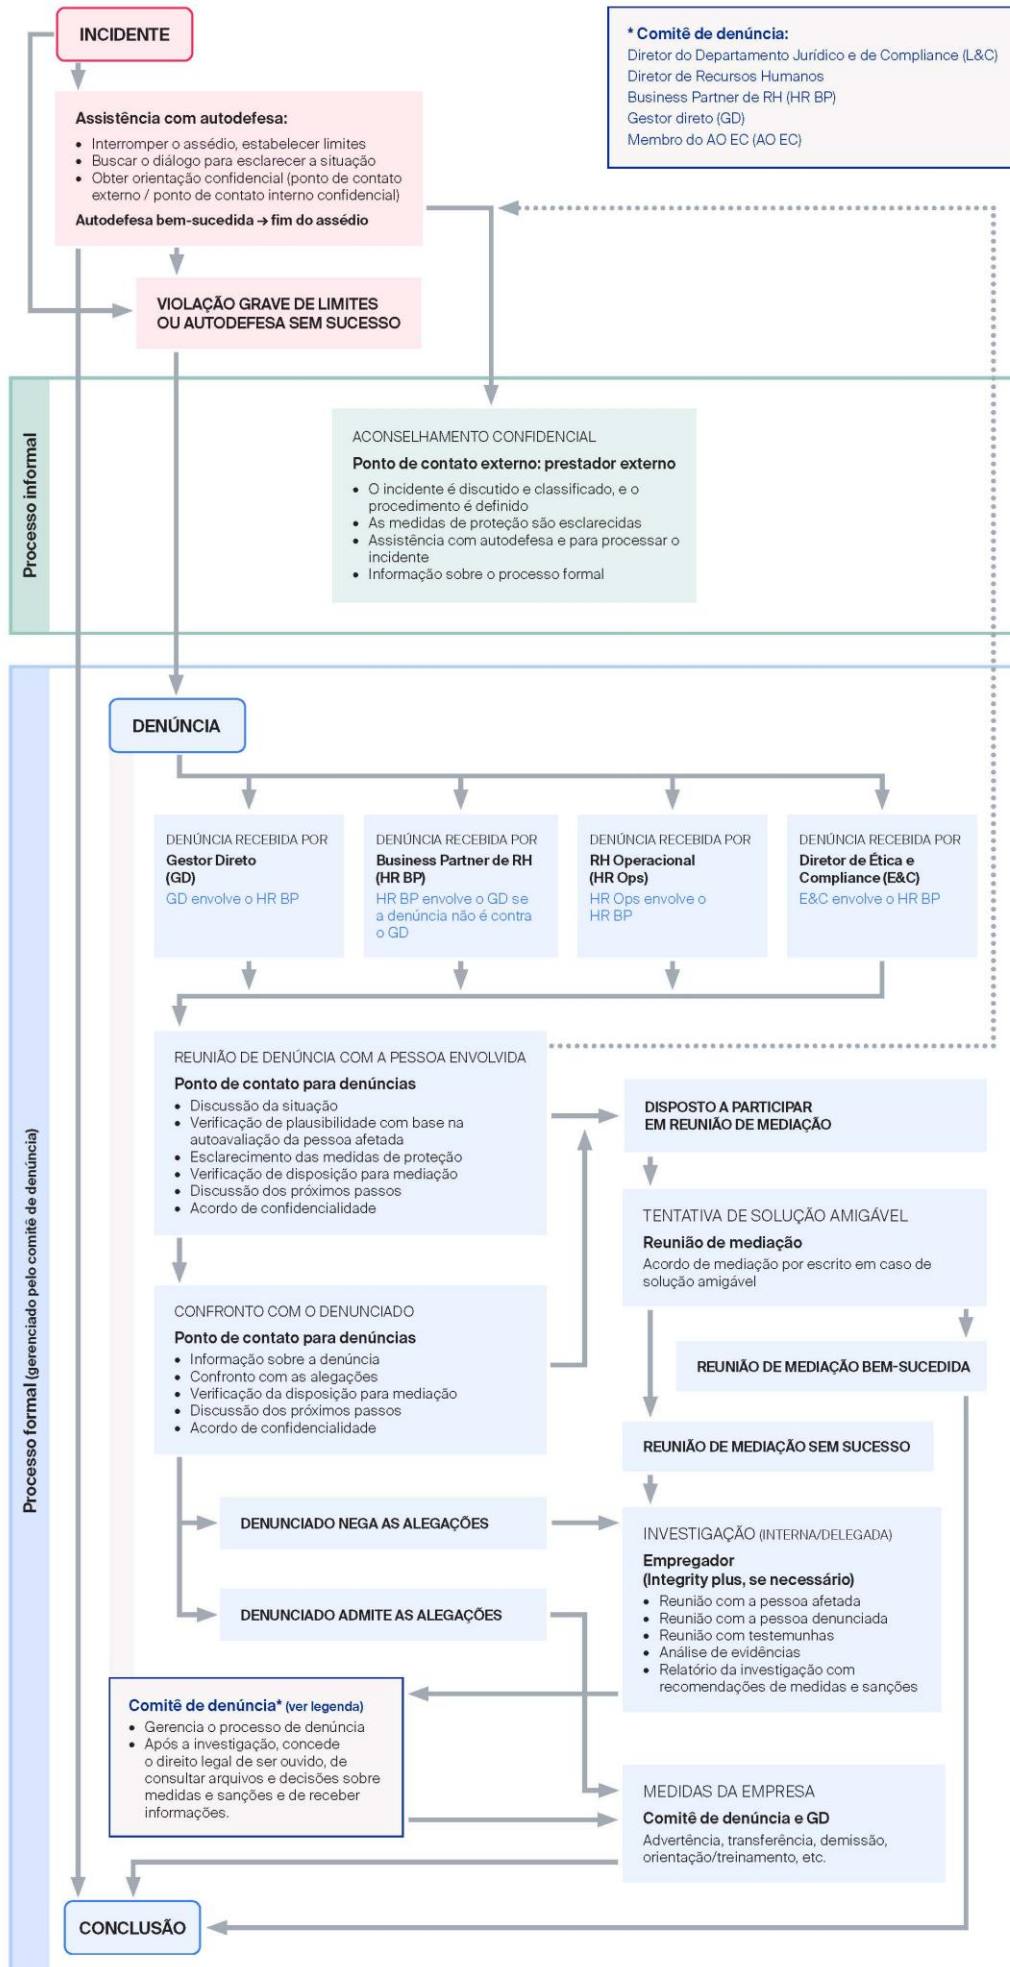 INCIDENTE
* Comitê de denúncia:
Diretor do Departamento Jurídico e de Compliance (L&C)
Diretor de Recursos Humanos
Business Partner de RH (HR BP)
Gestor direto (GD)
Membro do AO EC (AO EC)
Assistência com autodefesa:
• Interromper o assédio, estabelecer limites
• Buscar o diálogo para esclarecer a situação
• Obter orientação confidencial (ponto de contato
externo / ponto de contato interno confidencial)
Autodefesa bem-sucedida → fim do assédio
VIOLAÇÃO GRAVE DE LIMITES
OU AUTODEFESA SEM SUCESSO
Processo informal
ACONSELHAMENTO CONFIDENCIAL
Ponto de contato externo: prestador externo
• O incidente é discutido e classificado, e o
procedimento é definido
• As medidas de proteção são esclarecidas
• Assistência com autodefesa e para processar o
incidente
• Informação sobre o processo formal
Processo formal (gerenciado pelo comitê de denúncia)
DENÚNCIA
DENÚNCIA RECEBIDA POR
Gestor Direto
(GD)
GD envolve o HR BP
DENÚNCIA RECEBIDA POR
Business Partner de RH
(HR BP)
HR BP envolve o GD se
a denúncia não é contra
o GD
DENÚNCIA RECEBIDA POR
RH Operacional
(HR Ops)
HR Ops envolve o
HR BP
DENÚNCIA RECEBIDA POR
Diretor de Ética e
Compliance (E&C)
E&C envolve o HR BP
REUNIÃO DE DENÚNCIA COM A PESSOA ENVOLVIDA
Ponto de contato para denúncias
• Discussão da situação
• Verificação de plausibilidade com base na
autoavaliação da pessoa afetada
• Esclarecimento das medidas de proteção
• Verificação de disposição para mediação
• Discussão dos próximos passos
• Acordo de confidencialidade
DISPOSTO A PARTICIPAR
EM REUNIÃO DE MEDIAÇÃO
TENTATIVA DE SOLUÇÃO AMIGÁVEL
Reunião de mediação
Acordo de mediação por escrito em caso de
solução amigável
CONFRONTO COM O DENUNCIADO
Ponto de contato para denúncias
• Informação sobre a denúncia
• Confronto com as alegações
• Verificação da disposição para mediação
• Discussão dos próximos passos
• Acordo de confidencialidade
REUNIÃO DE MEDIAÇÃO BEM-SUCEDIDA
REUNIÃO DE MEDIAÇÃO SEM SUCESSO
DENUNCIADO NEGA AS ALEGAÇÕES
INVESTIGAÇÃO (INTERNA/DELEGADA)
Empregador
(Integrity plus, se necessário)
• Reunião com a pessoa afetada
• Reunião com a pessoa denunciada
• Reunião com testemunhas
• Análise de evidências
• Relatório da investigação com
recomendações de medidas e sanções
DENUNCIADO ADMITE AS ALEGAÇÕES
Comitê de denúncia* (ver legenda)
• Gerencia o processo de denúncia
• Após a investigação, concede
o direito legal de ser ouvido, de
consultar arquivos e decisões sobre
medidas e sanções e de receber
informações.
MEDIDAS DA EMPRESA
Comitê de denúncia e GD
Advertência, transferência, demissão,
orientação/treinamento, etc.
CONCLUSÃO